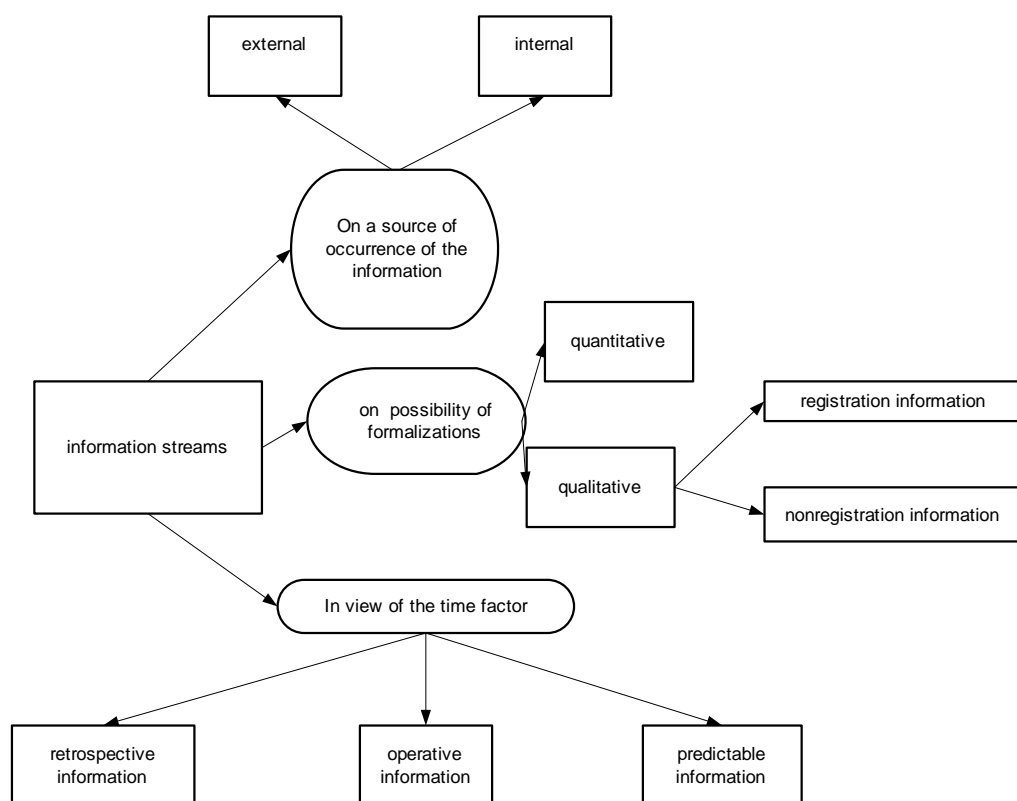 external
internal
On a source of
occurrence of the
information
quantitative
on possibility of
formalizations
registration information
information streams
qualitative
nonregistration information
In view of the time factor
retrospective
information
operative
information
predictable
information